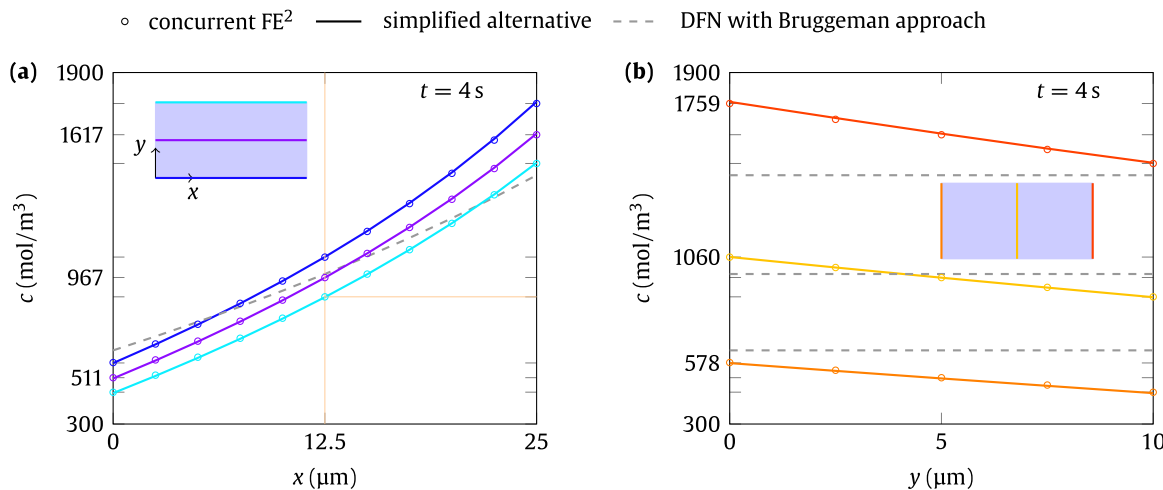 concurrent FE² simplified alternative DFN with Bruggeman approach
(a) 1900 t = 4 s
1617
967
511
300
c (mol/m³)
y
x
0 12.5 25
x (µm)
(b) 1900 t = 4 s
1759
1060
578
300
c (mol/m³)
0 5 10
y (µm)